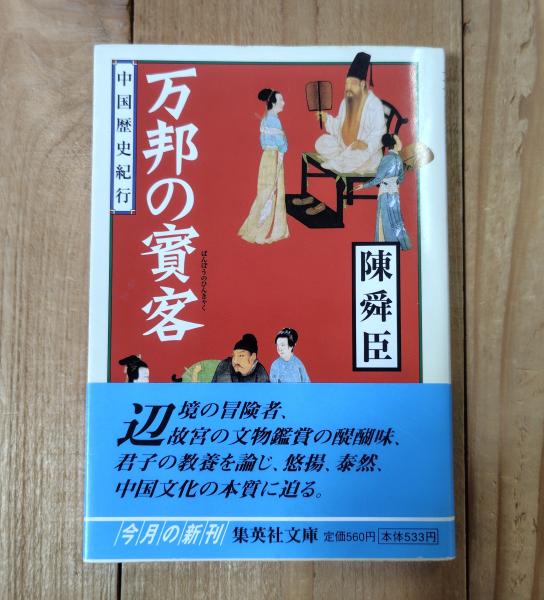 中国歴史紀行
万邦の賓客
ばんぽうのひんきゃく
陳舜臣
辺境の冒険者、
故宮の文物鑑賞の醍醐味、
君子の教養を論じ、悠揚、泰然、
中国文化の本質に迫る。
今月の新刊 集英社文庫 定価560円 本体533円